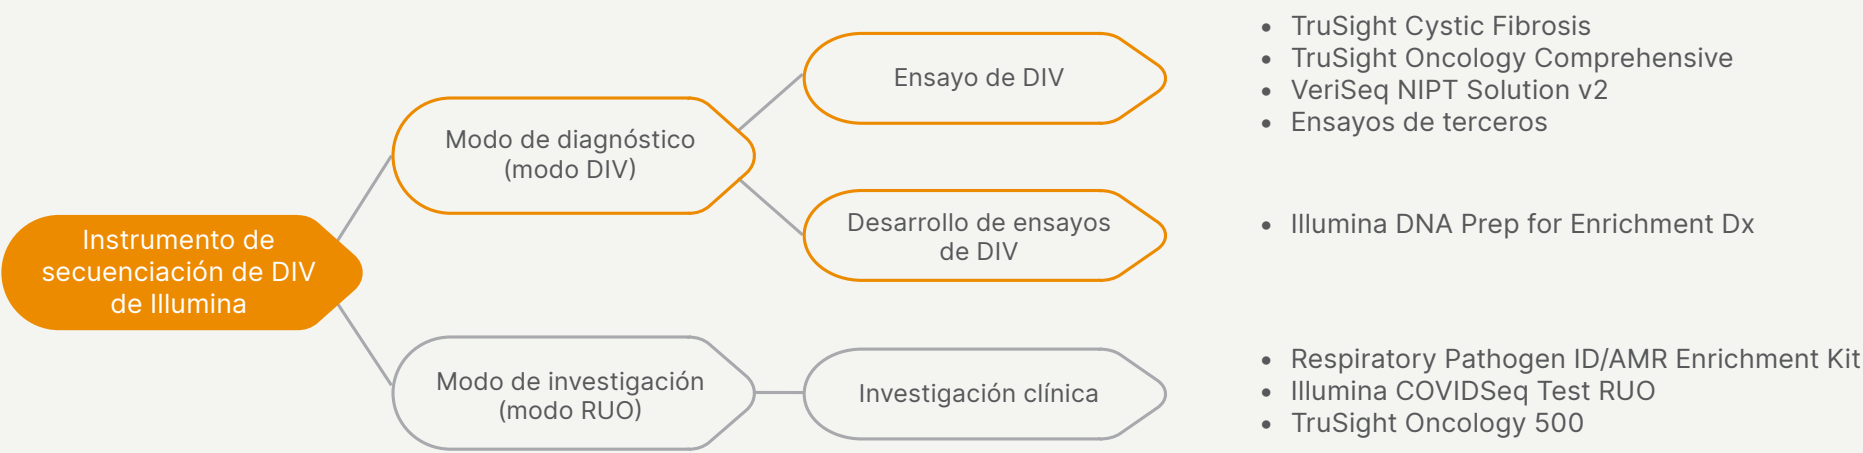 Instrumento de
secuenciación de DIV
de Illumina
Modo de diagnóstico
(modo DIV)
Ensayo de DIV
• TruSight Cystic Fibrosis
• TruSight Oncology Comprehensive
• VeriSeq NIPT Solution v2
• Ensayos de terceros
Desarrollo de ensayos
de DIV
• Illumina DNA Prep for Enrichment Dx
Modo de investigación
(modo RUO)
Investigación clínica
• Respiratory Pathogen ID/AMR Enrichment Kit
• Illumina COVIDSeq Test RUO
• TruSight Oncology 500